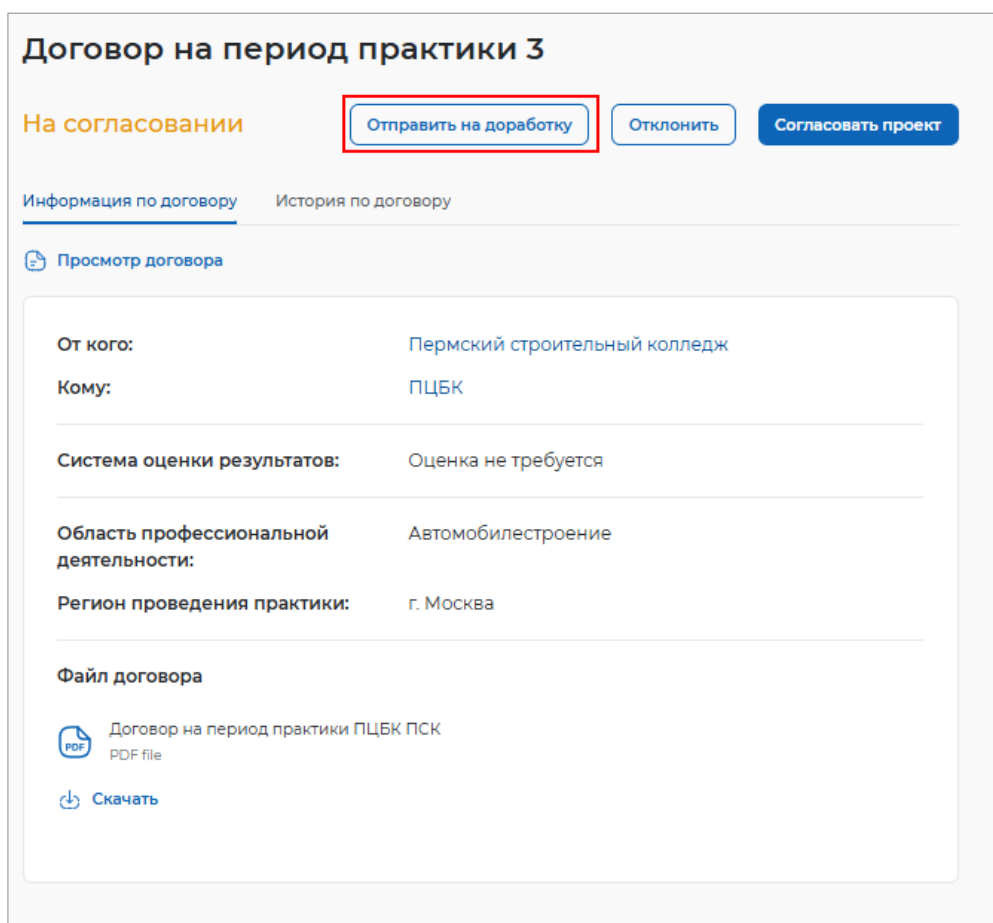 Договор на период практики 3
На согласовании
Отправить на доработку
Отклонить
Согласовать проект
Информация по договору
История по договору
Просмотр договора
От кого: Пермский строительный колледж
Кому: ПЦБК
Система оценки результатов: Оценка не требуется
Область профессиональной Автомобилестроение
деятельности:
Регион проведения практики: г. Москва
Файл договора
Договор на период практики ПЦБК ПСК
PDF
PDF file
Скачать